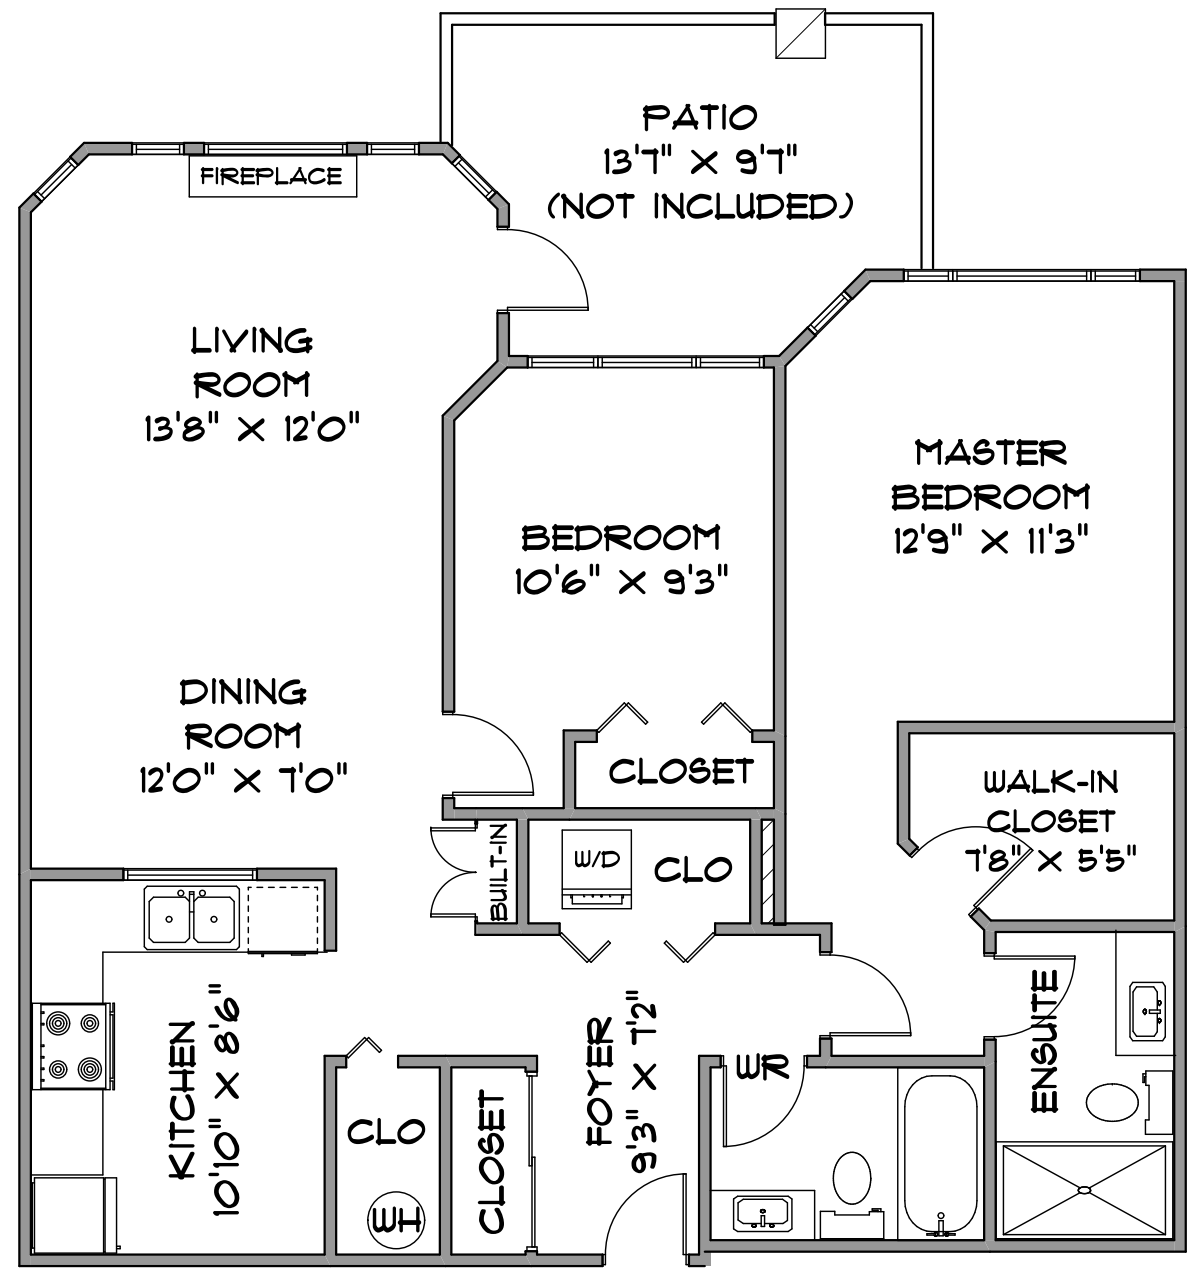 PATIO
13'7" X 9'7"
(NOT INCLUDED)
FIREPLACE
LIVING
ROOM
13'8" X 12'0"
MASTER
BEDROOM
12'9" X 11'3"
BEDROOM
10'6" X 9'3"
DINING
ROOM
12'0" X 7'0"
CLOSET
WALK-IN
CLOSET
7'8" X 5'5"
BUILT-IN
W/D
CLO
KITCHEN
10'10" X 8'6"
FOYER
9'3" X 7'2"
ENSUITE
WR
CLO
CLOSET
WH